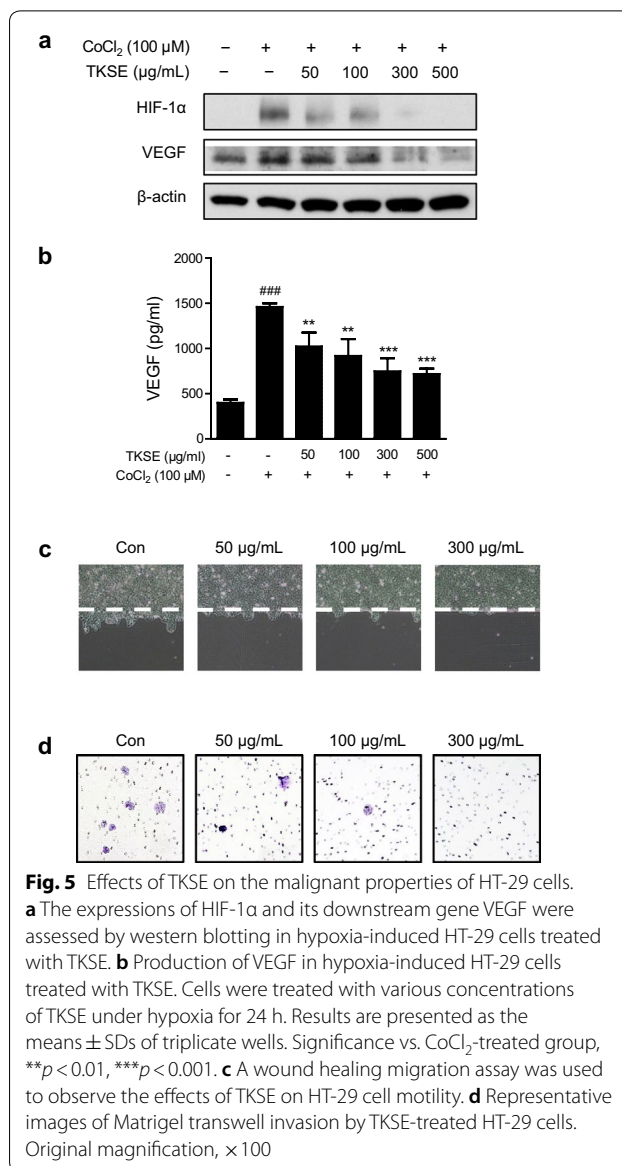 a
CoCl₂ (100 µM) – + + + + +
TKSE (µg/mL) – – 50 100 300 500
HIF-1α
VEGF
β-actin
b
2000
1500
1000
500
0
VEGF (pg/ml)
###
**
**
***
***
TKSE (µg/ml) - - 50 100 300 500
CoCl₂ (100 µM) - + + + + +
c
Con 50 µg/mL 100 µg/mL 300 µg/mL
d
Con 50 µg/mL 100 µg/mL 300 µg/mL
Fig. 5 Effects of TKSE on the malignant properties of HT-29 cells.
a The expressions of HIF-1α and its downstream gene VEGF were
assessed by western blotting in hypoxia-induced HT-29 cells treated
with TKSE. b Production of VEGF in hypoxia-induced HT-29 cells
treated with TKSE. Cells were treated with various concentrations
of TKSE under hypoxia for 24 h. Results are presented as the
means ± SDs of triplicate wells. Significance vs. CoCl₂-treated group,
**p < 0.01, ***p < 0.001. c A wound healing migration assay was used
to observe the effects of TKSE on HT-29 cell motility. d Representative
images of Matrigel transwell invasion by TKSE-treated HT-29 cells.
Original magnification, × 100